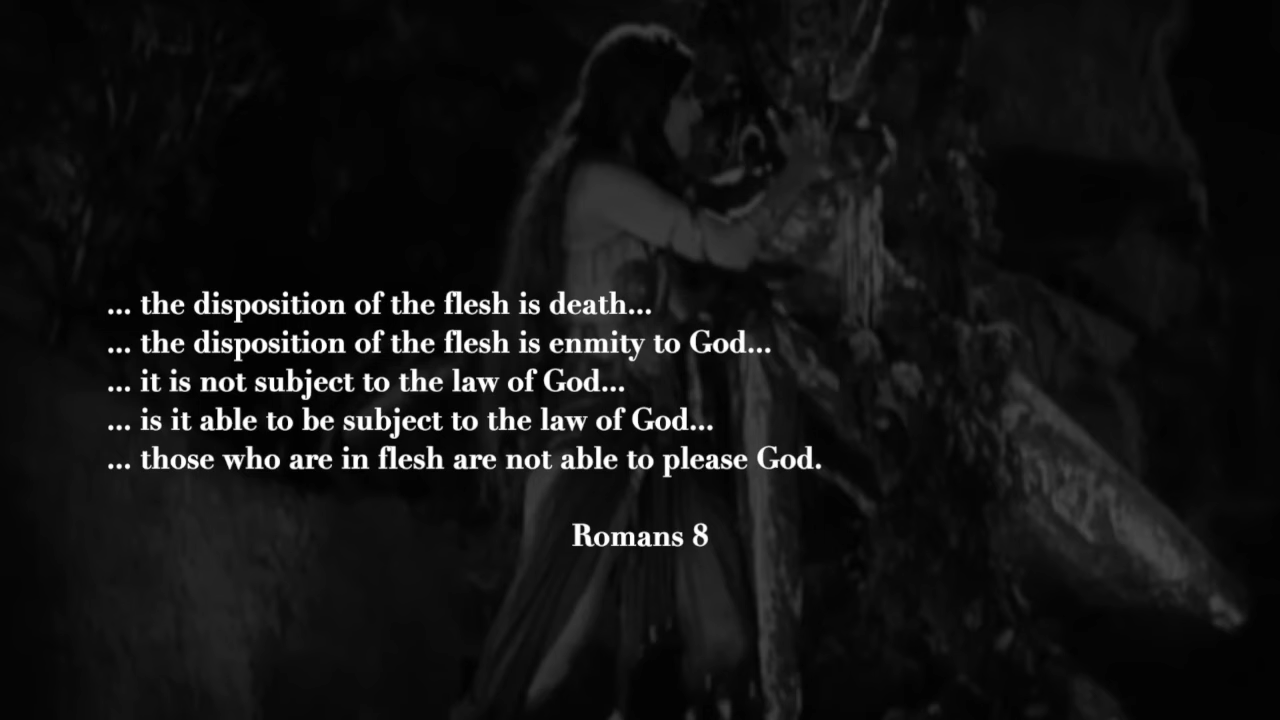 ... the disposition of the flesh is death...
... the disposition of the flesh is enmity to God...
... it is not subject to the law of God...
... is it able to be subject to the law of God...
... those who are in flesh are not able to please God.
Romans 8